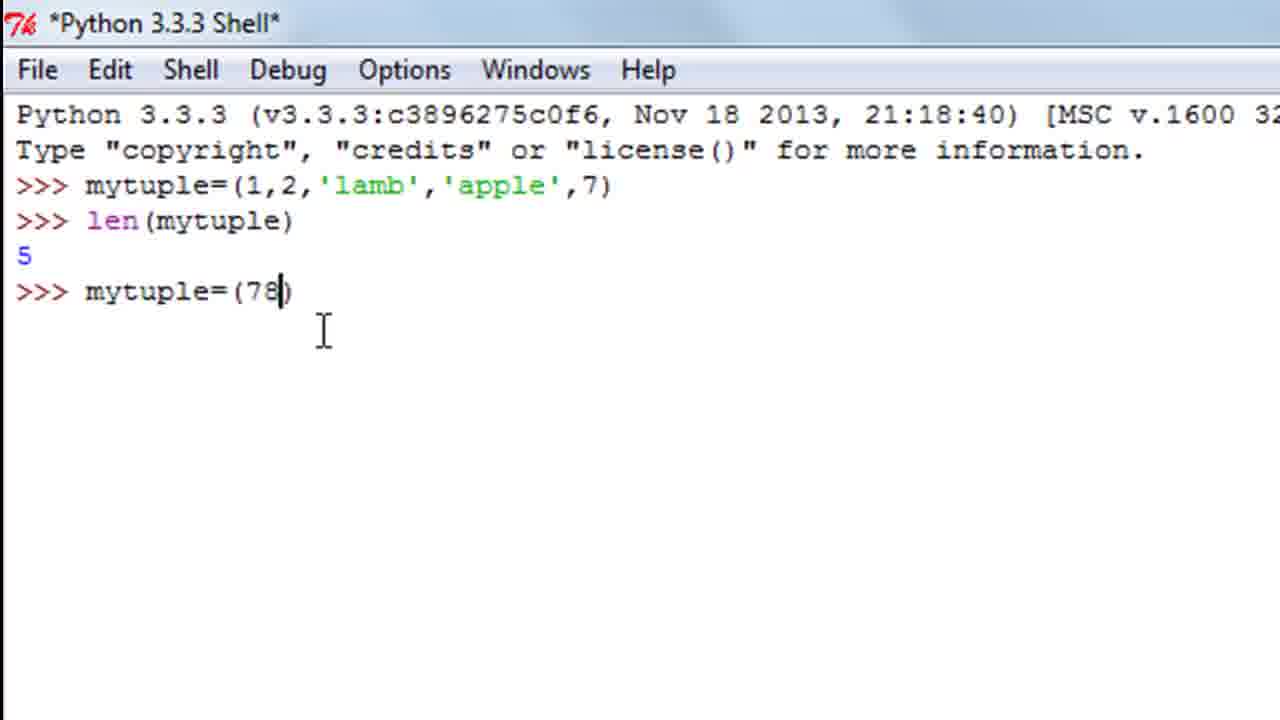 *Python 3.3.3 Shell*
File Edit Shell Debug Options Windows Help
Python 3.3.3 (v3.3.3:c3896275c0f6, Nov 18 2013, 21:18:40) [MSC v.1600 32
Type "copyright", "credits" or "license()" for more information.
>>> mytuple=(1,2,'lamb','apple',7)
>>> len(mytuple)
5
>>> mytuple=(78)